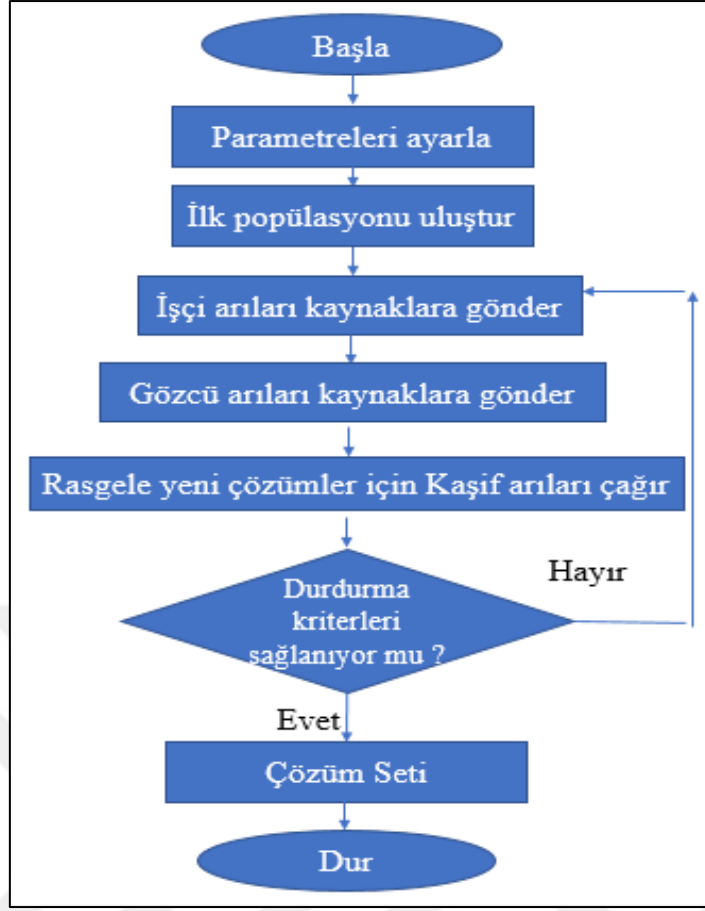 Başla
Parametreleri ayarla
İlk popülasyonu uluştur
İşçi arıları kaynaklara gönder
Gözcü arıları kaynaklara gönder
Rasgele yeni çözümler için Kaşif arıları çağır
Hayır
Durdurma
kriterleri
sağlanıyor mu ?
Evet
Çözüm Seti
Dur